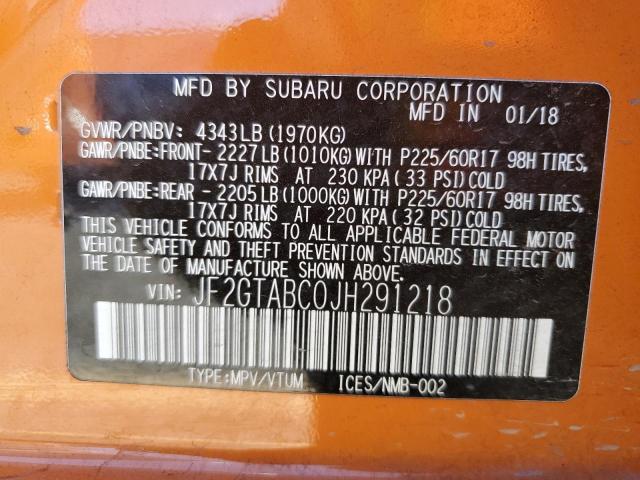 MFD BY SUBARU CORPORATION
MFD IN 01/18
GVWR/PNBV: 4343LB (1970KG)
GAWR/PNBE:FRONT- 2227LB (1010KG) WITH P225/60R17 98H TIRES,
17X7J RIMS AT 230 KPA ( 33 PSI) COLD
GAWR/PNBE:REAR - 2205LB (1000KG) WITH P225/60R17 98H TIRES,
17X7J RIMS AT 220 KPA ( 32 PSI) COLD
THIS VEHICLE CONFORMS TO ALL APPLICABLE FEDERAL MOTOR
VEHICLE SAFETY AND THEFT PREVENTION STANDARDS IN EFFECT
ON THE DATE OF MANUFACTURE SHOWN ABOVE.
VIN: JF2GTABC0JH291218
TYPE:MPV/VTUM ICES/NMB-002